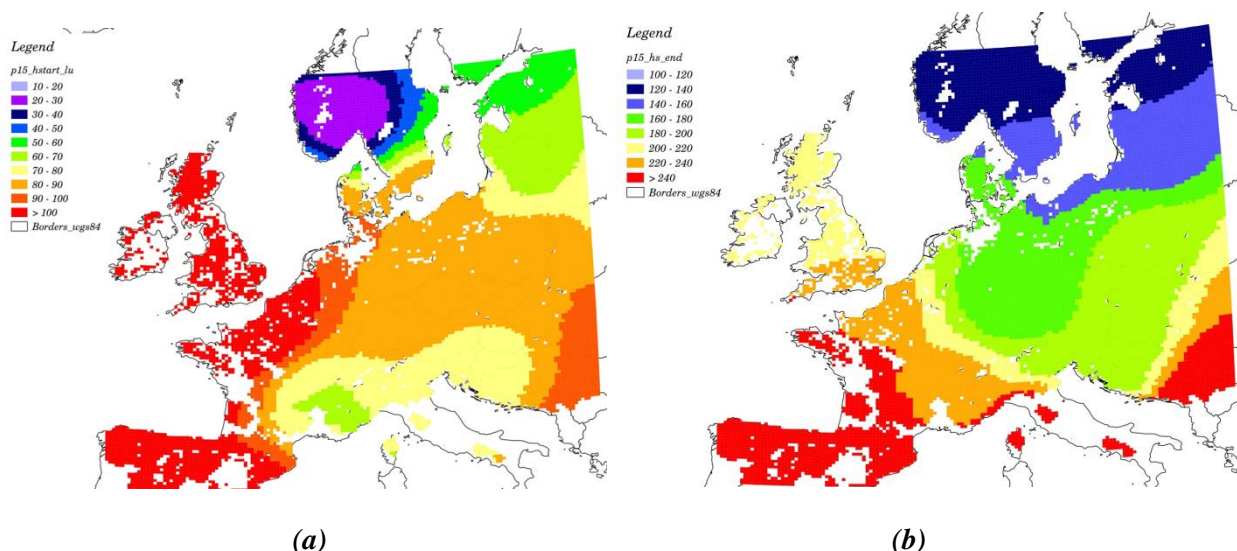 Legend
p15_hstart_lu
10 - 20
20 - 30
30 - 40
40 - 50
50 - 60
60 - 70
70 - 80
80 - 90
90 - 100
> 100
Borders_wgs84
(a)
Legend
p15_hs_end
100 - 120
120 - 140
140 - 160
160 - 180
180 - 200
200 - 220
220 - 240
> 240
Borders_wgs84
(b)